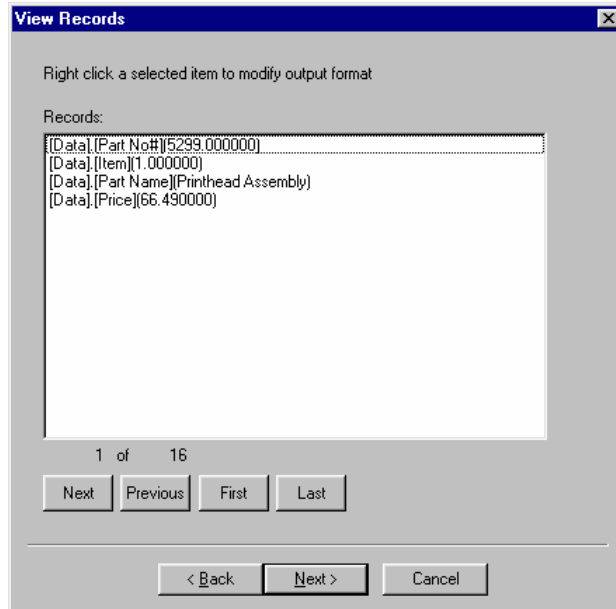 View Records
Right click a selected item to modify output format
Records:
[Data].[Part No#](5299.000000)
[Data].[Item](1.000000)
[Data].[Part Name](Printhead Assembly)
[Data].[Price](66.490000)
1 of 16
Next Previous First Last
< Back Next > Cancel